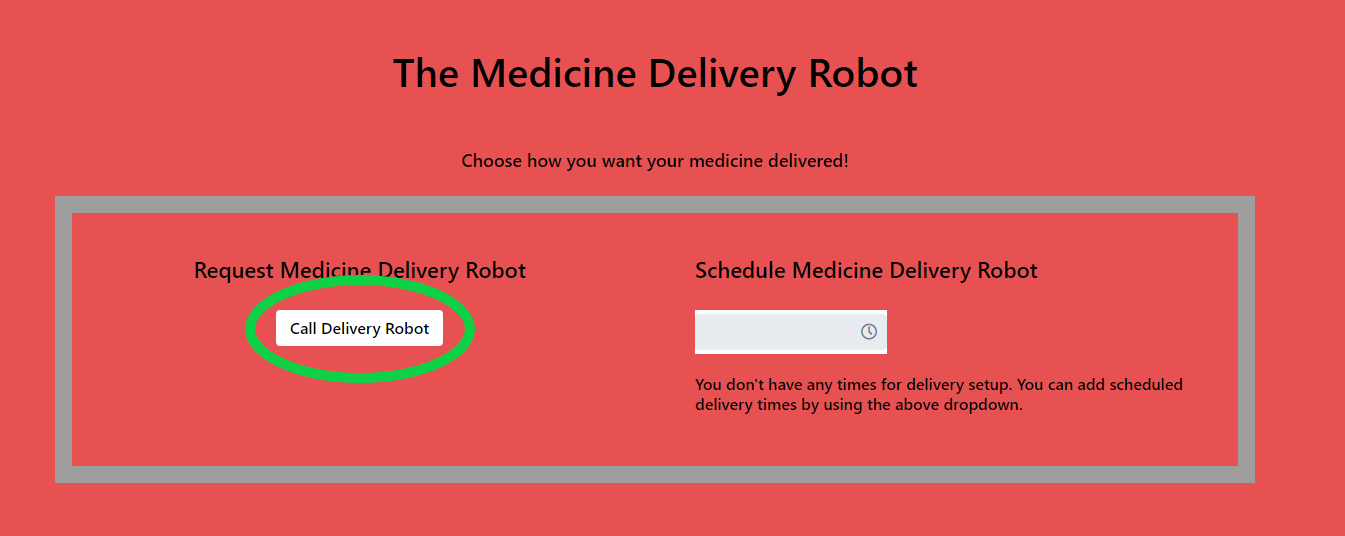 The Medicine Delivery Robot
Choose how you want your medicine delivered!
Request Medicine Delivery Robot
Call Delivery Robot
Schedule Medicine Delivery Robot
You don't have any times for delivery setup. You can add scheduled
delivery times by using the above dropdown.